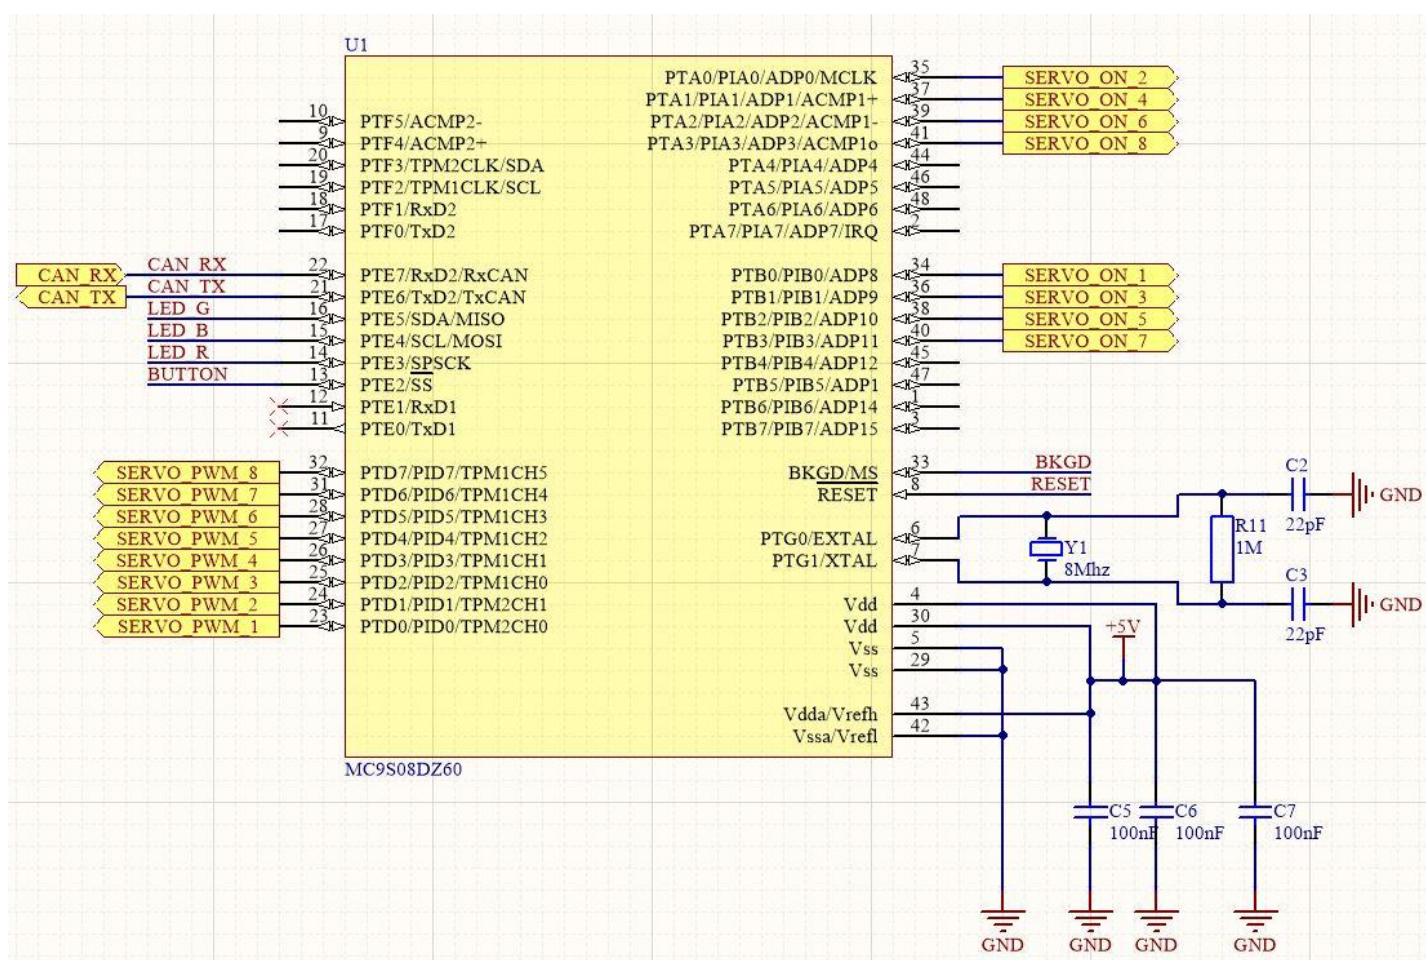 U1
PTA0/PIA0/ADP0/MCLK 35 SERVO_ON_2
PTA1/PIA1/ADP1/ACMP1+ 37 SERVO_ON_4
10 PTF5/ACMP2- PTA2/PIA2/ADP2/ACMP1- 39 SERVO_ON_6
9 PTF4/ACMP2+ PTA3/PIA3/ADP3/ACMP1o 41 SERVO_ON_8
20 PTF3/TPM2CLK/SDA PTA4/PIA4/ADP4 44
19 PTF2/TPM1CLK/SCL PTA5/PIA5/ADP5 46
18 PTF1/RxD2 PTA6/PIA6/ADP6 48
17 PTF0/TxD2 PTA7/PIA7/ADP7/IRQ 2
CAN_RX CAN_RX 22 PTE7/RxD2/RxCAN PTB0/PIB0/ADP8 34 SERVO_ON_1
CAN_TX CAN_TX 21 PTE6/TxD2/TxCAN PTB1/PIB1/ADP9 36 SERVO_ON_3
LED_G 16 PTE5/SDA/MISO PTB2/PIB2/ADP10 38 SERVO_ON_5
LED_B 15 PTE4/SCL/MOSI PTB3/PIB3/ADP11 40 SERVO_ON_7
LED_R 14 PTE3/SPSCK PTB4/PIB4/ADP12 45
BUTTON 13 PTE2/SS PTB5/PIB5/ADP1 47
12 PTE1/RxD1 PTB6/PIB6/ADP14 1
11 PTE0/TxD1 PTB7/PIB7/ADP15 3
SERVO_PWM_8 32 PTD7/PID7/TPM1CH5 BKGD/MS 33 BKGD
SERVO_PWM_7 31 PTD6/PID6/TPM1CH4 RESET 8 RESET
C2
22pF
GND
SERVO_PWM_6 28 PTD5/PID5/TPM1CH3
SERVO_PWM_5 27 PTD4/PID4/TPM1CH2 PTG0/EXTAL 6
SERVO_PWM_4 26 PTD3/PID3/TPM1CH1 PTG1/XTAL 7
Y1
8Mhz
R11
1M
SERVO_PWM_3 25 PTD2/PID2/TPM1CH0
SERVO_PWM_2 24 PTD1/PID1/TPM2CH1 Vdd 4
SERVO_PWM_1 23 PTD0/PID0/TPM2CH0 Vdd 30
C3
22pF
GND
+5V
Vss 5
Vss 29
Vdda/Vrefh 43
Vssa/Vrefl 42
MC9S08DZ60
C5 C6 C7
100nF 100nF 100nF
GND GND GND GND